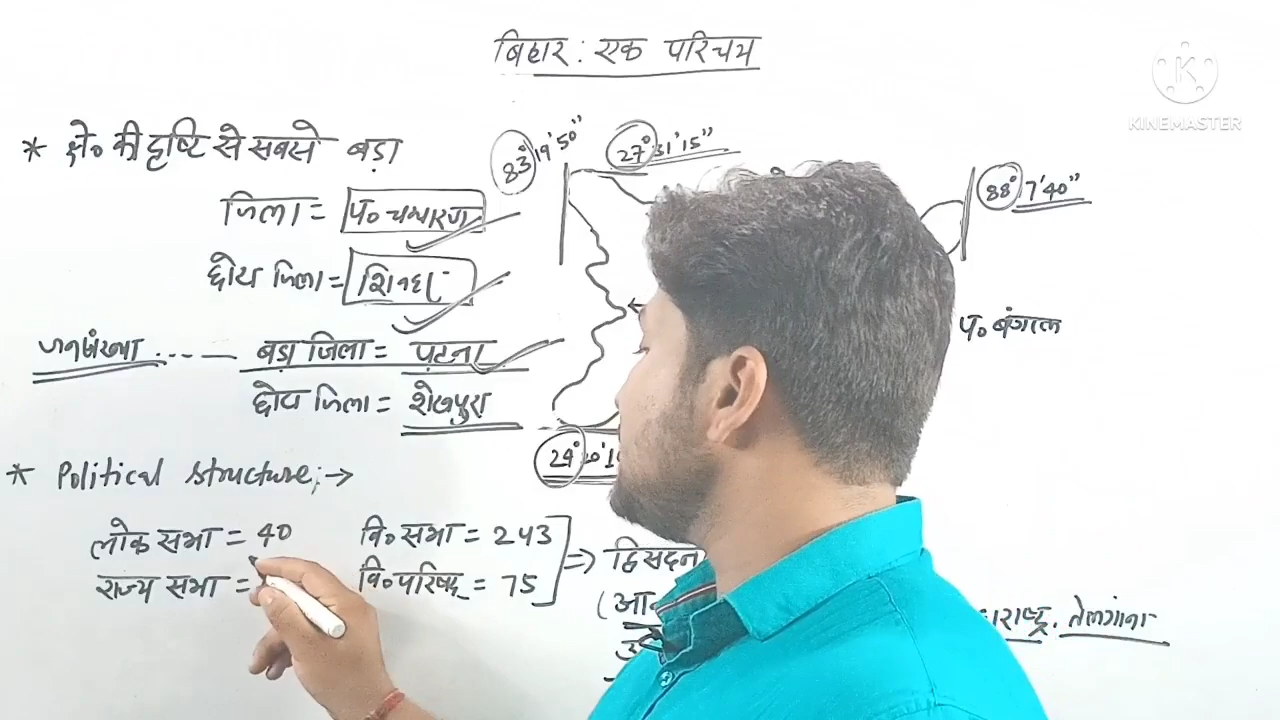 बिहार : एक परिचय
KINEMASTER
* क्षे० की दृष्टि से सबसे बड़ा
जिला = प० चम्पारण
छोटा जिला = शिवहर
जनसंख्या ---- बड़ा जिला = पटना
छोटा जिला = शेखपुरा
83° 19' 50"
27° 31' 15"
88° 7' 40"
प० बंगाल
24°
* Political structure :→
लोक सभा = 40
राज्य सभा =
वि० सभा = 243
वि० परिषद् = 75
⇒ द्विसदन
तेलंगाना